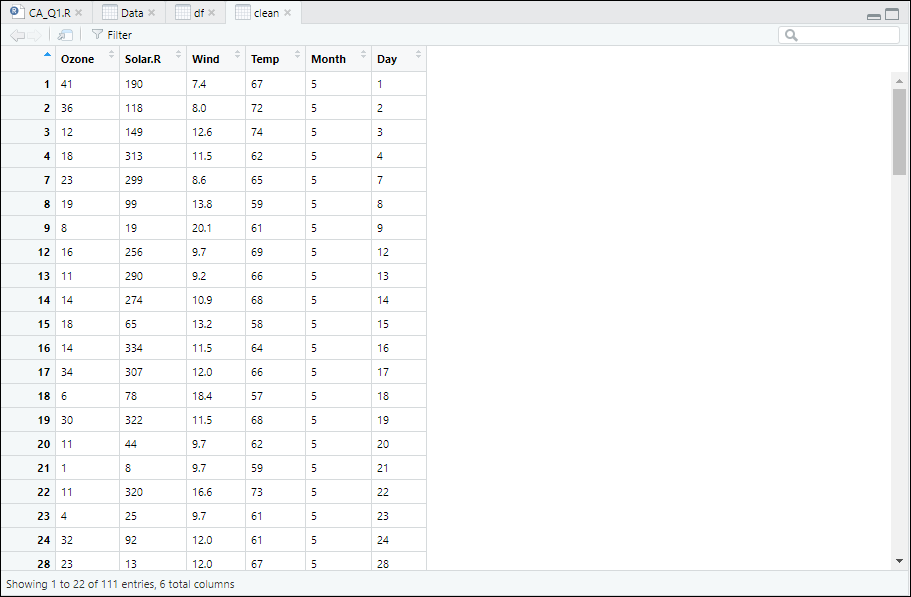 CA_Q1.R Data df clean
Filter
Ozone Solar.R Wind Temp Month Day
1 41 190 7.4 67 5 1
2 36 118 8.0 72 5 2
3 12 149 12.6 74 5 3
4 18 313 11.5 62 5 4
7 23 299 8.6 65 5 7
8 19 99 13.8 59 5 8
9 8 19 20.1 61 5 9
12 16 256 9.7 69 5 12
13 11 290 9.2 66 5 13
14 14 274 10.9 68 5 14
15 18 65 13.2 58 5 15
16 14 334 11.5 64 5 16
17 34 307 12.0 66 5 17
18 6 78 18.4 57 5 18
19 30 322 11.5 68 5 19
20 11 44 9.7 62 5 20
21 1 8 9.7 59 5 21
22 11 320 16.6 73 5 22
23 4 25 9.7 61 5 23
24 32 92 12.0 61 5 24
28 23 13 12.0 67 5 28
Showing 1 to 22 of 111 entries, 6 total columns